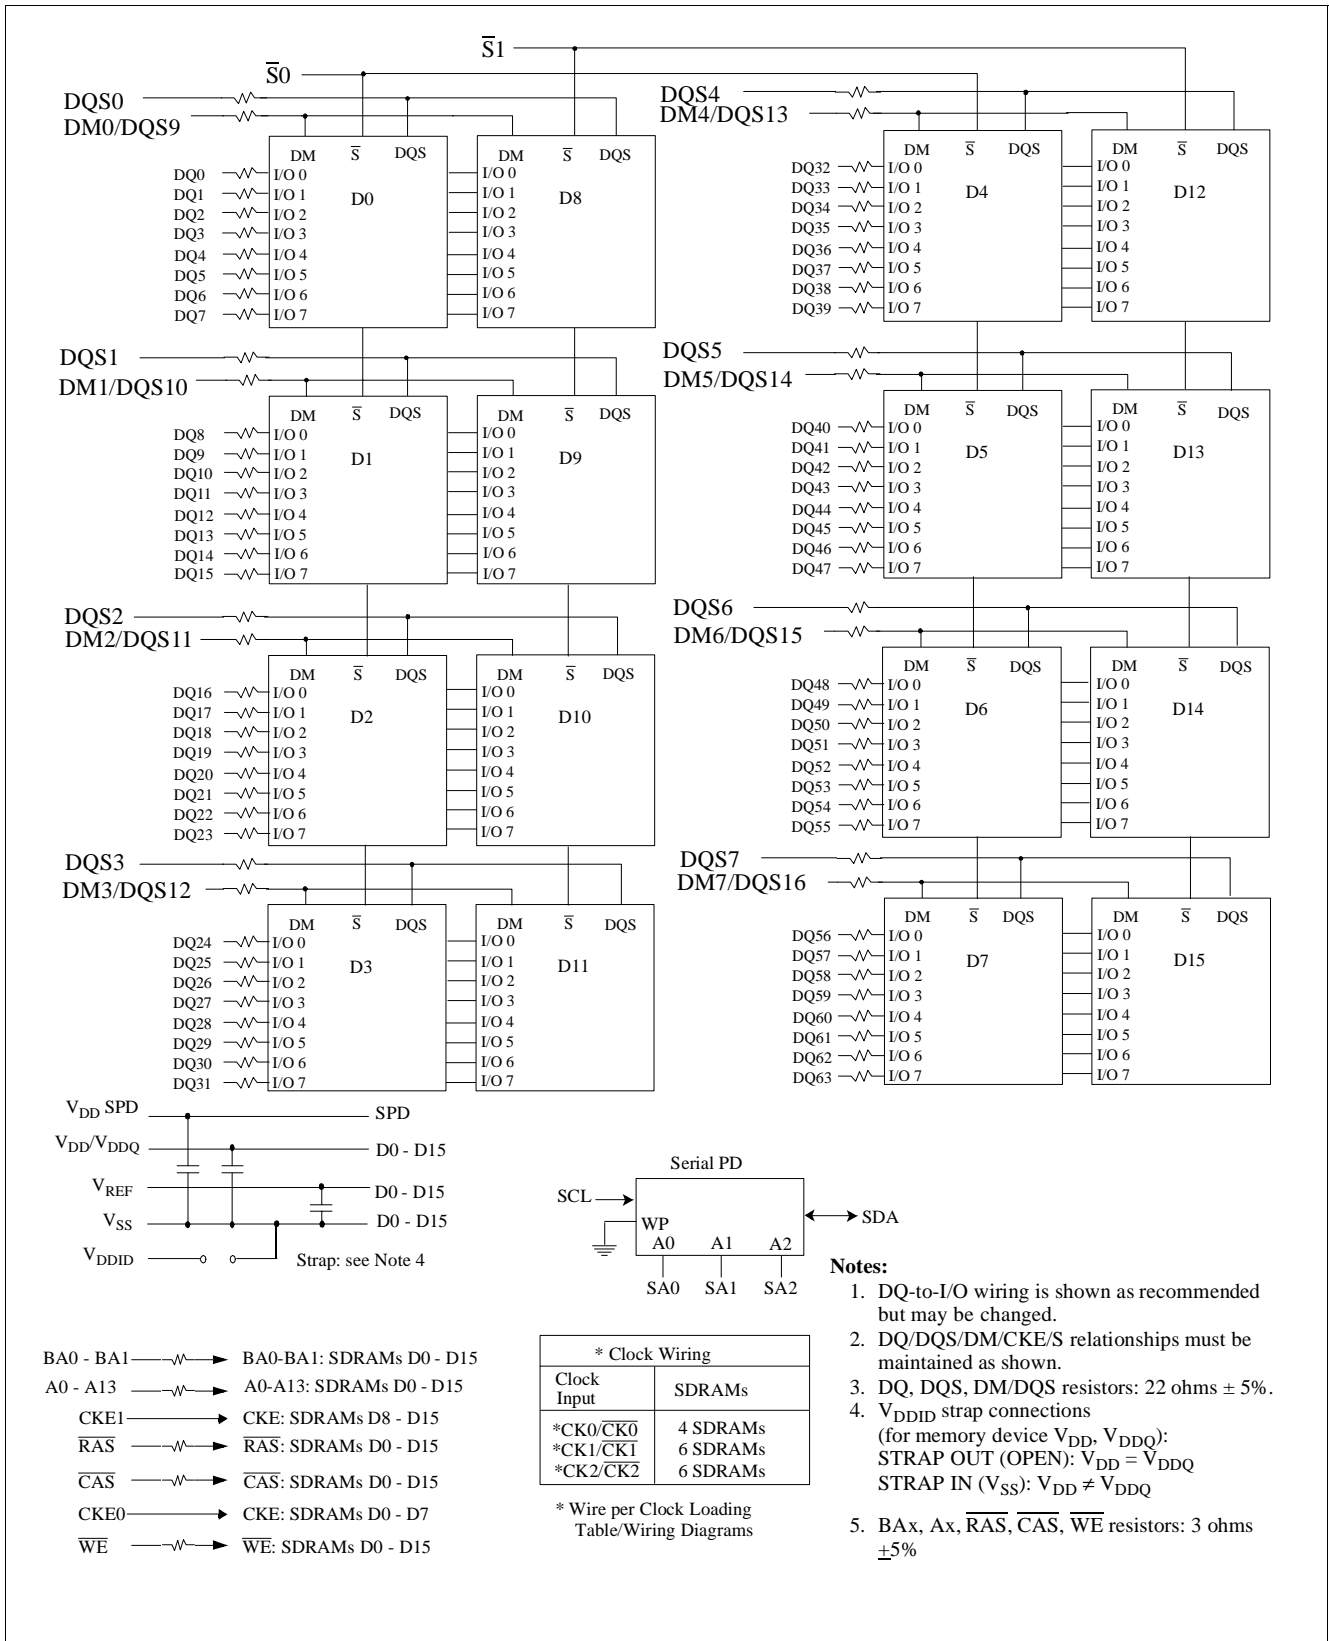 S̅1
S̅0
DQS0
DM0/DQS9
DM S̅ DQS
DM S̅ DQS
D0
D8
DQ0 I/O 0 I/O 0
DQ1 I/O 1 I/O 1
DQ2 I/O 2 I/O 2
DQ3 I/O 3 I/O 3
DQ4 I/O 4 I/O 4
DQ5 I/O 5 I/O 5
DQ6 I/O 6 I/O 6
DQ7 I/O 7 I/O 7
DQS1
DM1/DQS10
DM S̅ DQS
DM S̅ DQS
D1
D9
DQ8 I/O 0 I/O 0
DQ9 I/O 1 I/O 1
DQ10 I/O 2 I/O 2
DQ11 I/O 3 I/O 3
DQ12 I/O 4 I/O 4
DQ13 I/O 5 I/O 5
DQ14 I/O 6 I/O 6
DQ15 I/O 7 I/O 7
DQS2
DM2/DQS11
DM S̅ DQS
DM S̅ DQS
D2
D10
DQ16 I/O 0 I/O 0
DQ17 I/O 1 I/O 1
DQ18 I/O 2 I/O 2
DQ19 I/O 3 I/O 3
DQ20 I/O 4 I/O 4
DQ21 I/O 5 I/O 5
DQ22 I/O 6 I/O 6
DQ23 I/O 7 I/O 7
DQS3
DM3/DQS12
DM S̅ DQS
DM S̅ DQS
D3
D11
DQ24 I/O 0 I/O 0
DQ25 I/O 1 I/O 1
DQ26 I/O 2 I/O 2
DQ27 I/O 3 I/O 3
DQ28 I/O 4 I/O 4
DQ29 I/O 5 I/O 5
DQ30 I/O 6 I/O 6
DQ31 I/O 7 I/O 7
DQS4
DM4/DQS13
DM S̅ DQS
DM S̅ DQS
D4
D12
DQ32 I/O 0 I/O 0
DQ33 I/O 1 I/O 1
DQ34 I/O 2 I/O 2
DQ35 I/O 3 I/O 3
DQ36 I/O 4 I/O 4
DQ37 I/O 5 I/O 5
DQ38 I/O 6 I/O 6
DQ39 I/O 7 I/O 7
DQS5
DM5/DQS14
DM S̅ DQS
DM S̅ DQS
D5
D13
DQ40 I/O 0 I/O 0
DQ41 I/O 1 I/O 1
DQ42 I/O 2 I/O 2
DQ43 I/O 3 I/O 3
DQ44 I/O 4 I/O 4
DQ45 I/O 5 I/O 5
DQ46 I/O 6 I/O 6
DQ47 I/O 7 I/O 7
DQS6
DM6/DQS15
DM S̅ DQS
DM S̅ DQS
D6
D14
DQ48 I/O 0 I/O 0
DQ49 I/O 1 I/O 1
DQ50 I/O 2 I/O 2
DQ51 I/O 3 I/O 3
DQ52 I/O 4 I/O 4
DQ53 I/O 5 I/O 5
DQ54 I/O 6 I/O 6
DQ55 I/O 7 I/O 7
DQS7
DM7/DQS16
DM S̅ DQS
DM S̅ DQS
D7
D15
DQ56 I/O 0 I/O 0
DQ57 I/O 1 I/O 1
DQ58 I/O 2 I/O 2
DQ59 I/O 3 I/O 3
DQ60 I/O 4 I/O 4
DQ61 I/O 5 I/O 5
DQ62 I/O 6 I/O 6
DQ63 I/O 7 I/O 7
VDD SPD SPD
VDD/VDDQ D0 - D15
VREF D0 - D15
VSS D0 - D15
VDDID Strap: see Note 4
Serial PD
SCL
WP
SDA
A0 A1 A2
SA0 SA1 SA2
BA0 - BA1 BA0-BA1: SDRAMs D0 - D15
A0 - A13 A0-A13: SDRAMs D0 - D15
CKE1 CKE: SDRAMs D8 - D15
R̅A̅S̅ R̅A̅S̅: SDRAMs D0 - D15
C̅A̅S̅ C̅A̅S̅: SDRAMs D0 - D15
CKE0 CKE: SDRAMs D0 - D7
W̅E̅ W̅E̅: SDRAMs D0 - D15
* Clock Wiring
Clock
Input SDRAMs
*CK0/C̅K̅0̅ 4 SDRAMs
*CK1/C̅K̅1̅ 6 SDRAMs
*CK2/C̅K̅2̅ 6 SDRAMs
* Wire per Clock Loading
Table/Wiring Diagrams
Notes:
1. DQ-to-I/O wiring is shown as recommended
but may be changed.
2. DQ/DQS/DM/CKE/S relationships must be
maintained as shown.
3. DQ, DQS, DM/DQS resistors: 22 ohms ± 5%.
4. VDDID strap connections
(for memory device VDD, VDDQ):
STRAP OUT (OPEN): VDD = VDDQ
STRAP IN (VSS): VDD ≠ VDDQ
5. BAx, Ax, R̅A̅S̅, C̅A̅S̅, W̅E̅ resistors: 3 ohms
±5%